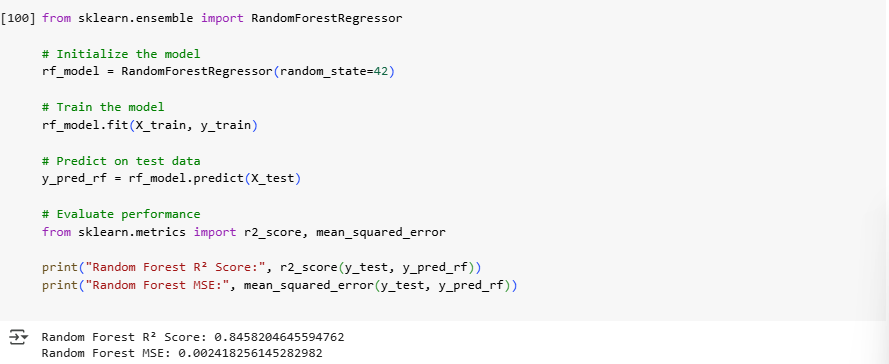 [100] from sklearn.ensemble import RandomForestRegressor
# Initialize the model
rf_model = RandomForestRegressor(random_state=42)
# Train the model
rf_model.fit(X_train, y_train)
# Predict on test data
y_pred_rf = rf_model.predict(X_test)
# Evaluate performance
from sklearn.metrics import r2_score, mean_squared_error
print("Random Forest R² Score:", r2_score(y_test, y_pred_rf))
print("Random Forest MSE:", mean_squared_error(y_test, y_pred_rf))
Random Forest R² Score: 0.8458204645594762
Random Forest MSE: 0.002418256145282982